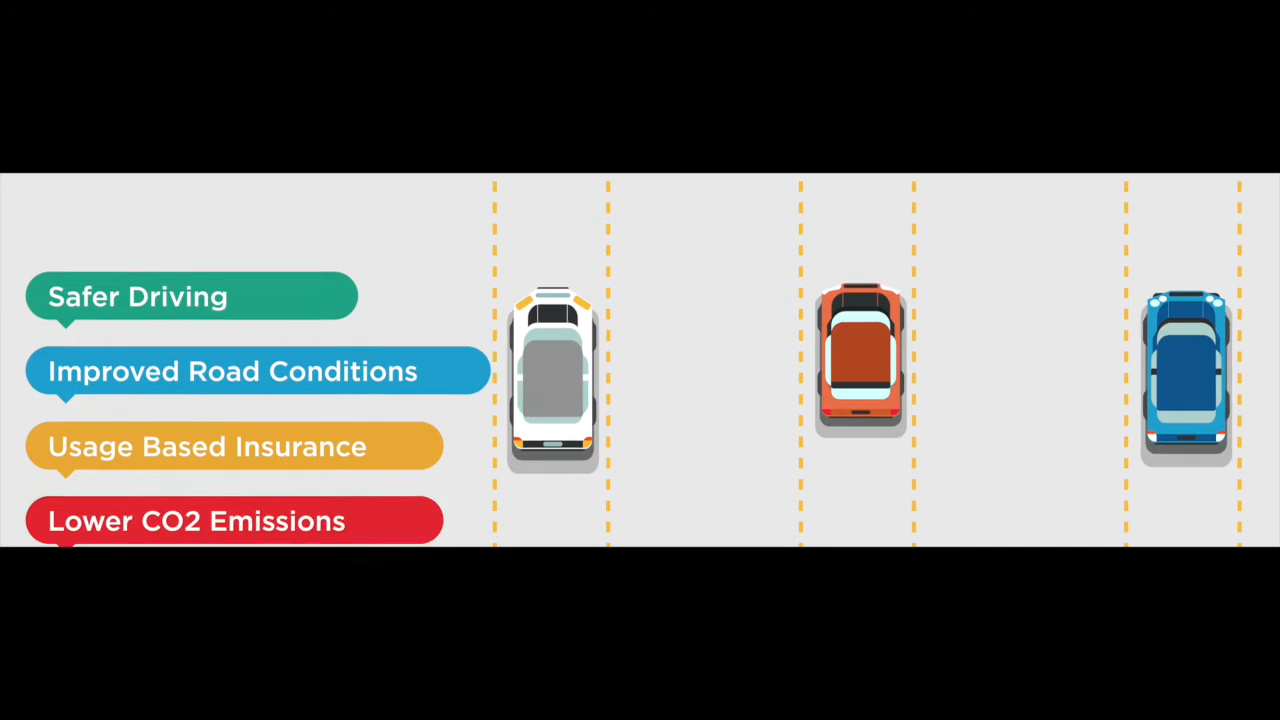 Safer Driving
Improved Road Conditions
Usage Based Insurance
Lower CO2 Emissions